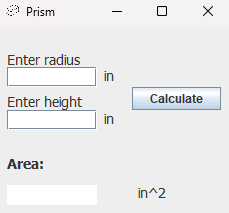 Prism
Enter radius
in
Calculate
Enter height
in
Area:
in^2